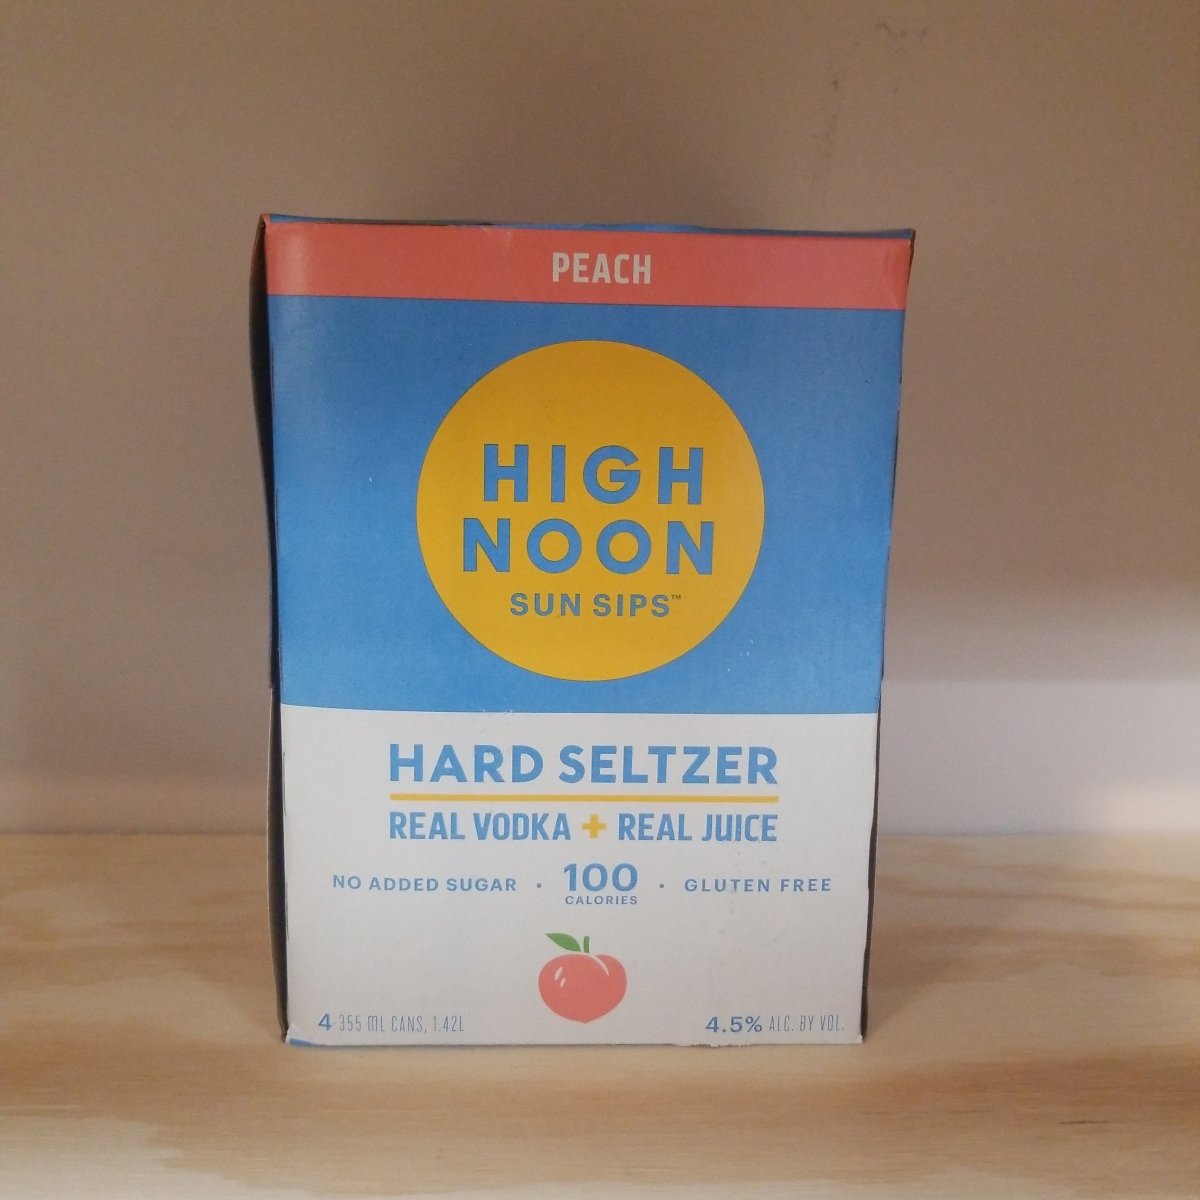 PEACH
HIGH
NOON
SUN SIPS™
HARD SELTZER
REAL VODKA + REAL JUICE
NO ADDED SUGAR · 100 CALORIES · GLUTEN FREE
4 355 ML CANS, 1.42L
4.5% ALC. BY VOL.